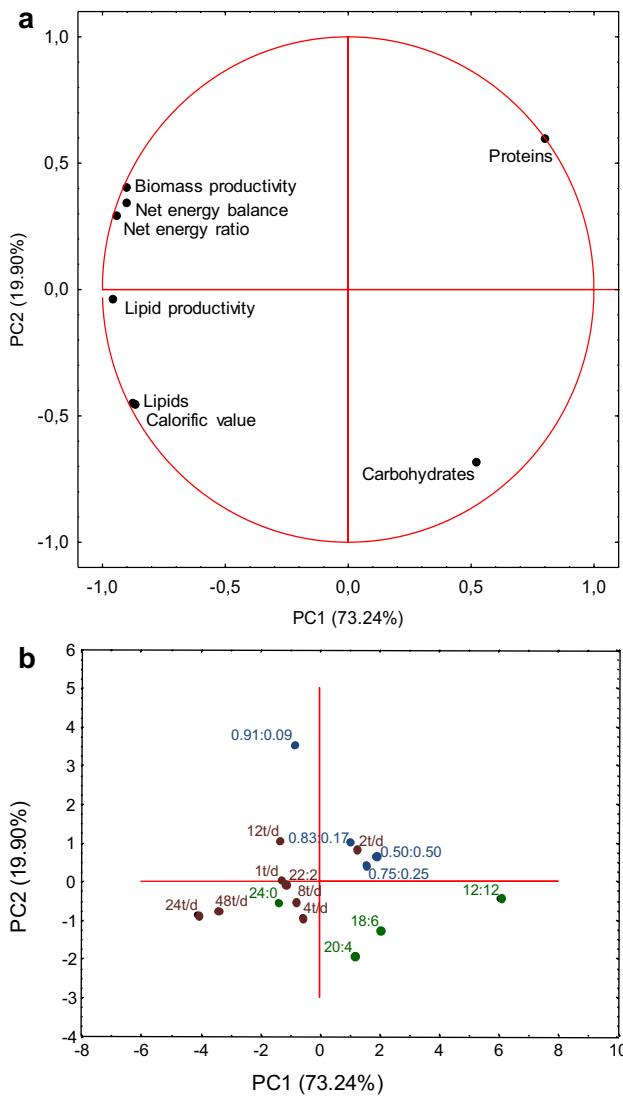 a
1,0
0,5
0,0
-0,5
-1,0
PC2 (19.90%)
Proteins
Biomass productivity
Net energy balance
Net energy ratio
Lipid productivity
Lipids
Calorific value
Carbohydrates
-1,0 -0,5 0,0 0,5 1,0
PC1 (73.24%)
b
6
5
4
3
2
1
0
-1
-2
-3
-4
PC2 (19.90%)
0.91:0.09
12t/d 0.83:0.17 2t/d
0.50:0.50
1t/d 22:2 0.75:0.25
24:0 8t/d 12:12
24t/d 48t/d 4t/d
18:6
20:4
-8 -6 -4 -2 0 2 4 6 8 10
PC1 (73.24%)